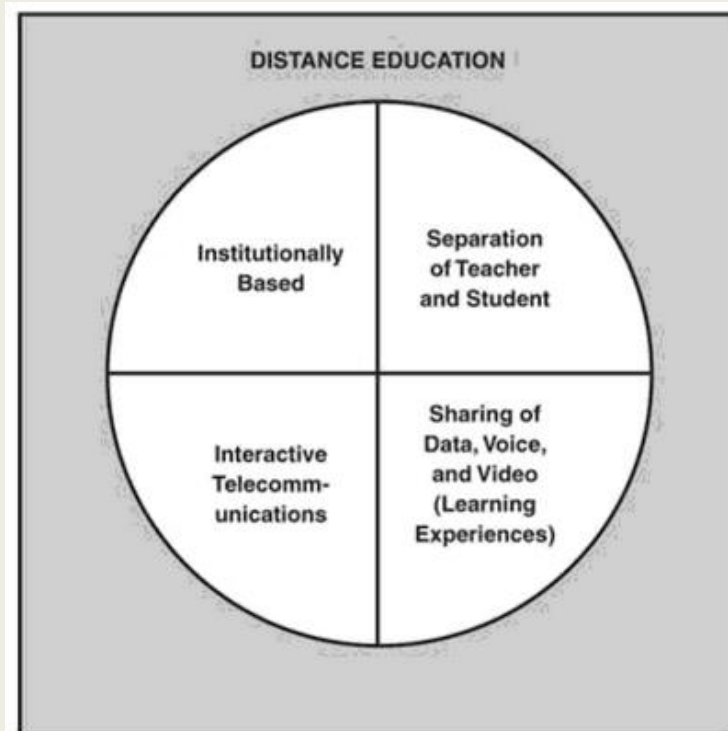 DISTANCE EDUCATION
Institutionally
Based
Separation
of Teacher
and Student
Interactive
Telecomm-
unications
Sharing of
Data, Voice,
and Video
(Learning
Experiences)